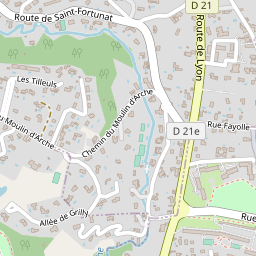 D 21
Route de Saint-Fortunat
Route de Lyon
Les Tilleuls
Chemin du Moulin d'Arche
u Moulin d'Arche
D 21e
Rue Fayolle
Allée de Grilly
Rue